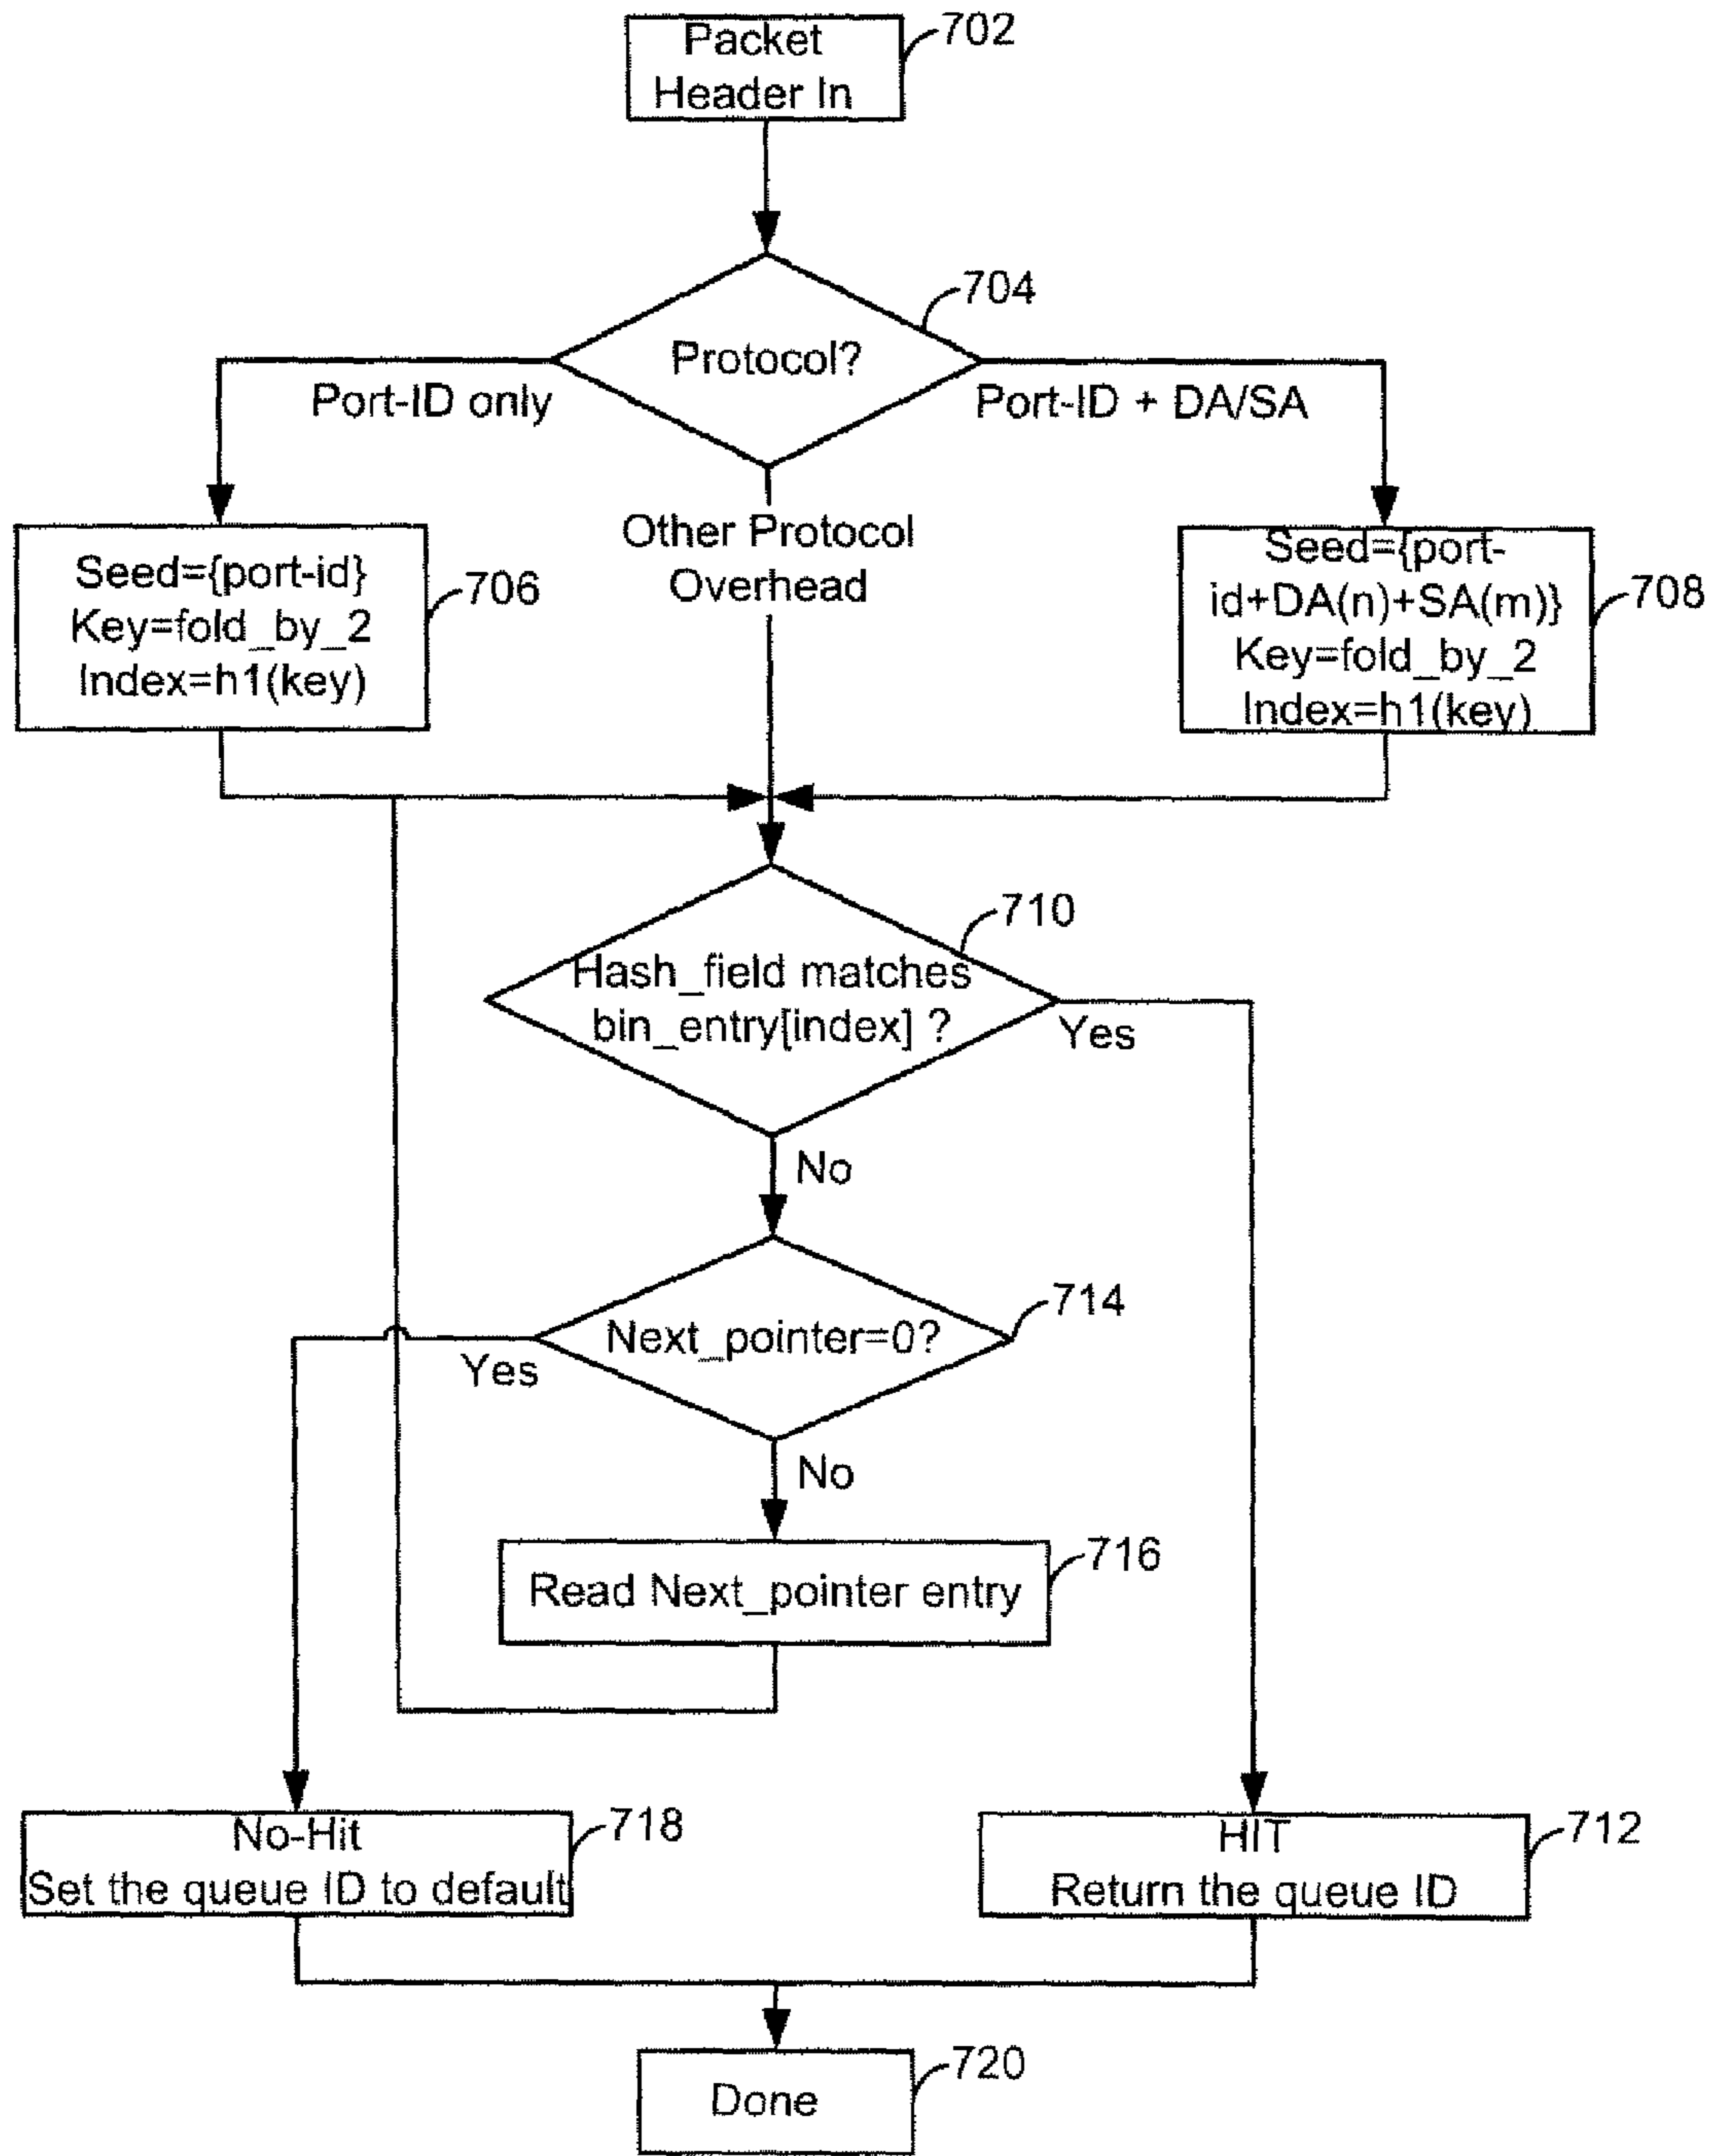 Packet
Header In
702
Protocol?
704
Port-ID only
Port-ID + DA/SA
Other Protocol
Overhead
Seed={port-id}
Key=fold_by_2
Index=h1(key)
706
Seed={port-
id+DA(n)+SA(m)}
Key=fold_by_2
Index=h1(key)
708
Hash_field matches
bin_entry[index] ?
710
Yes
No
Next_pointer=0?
714
Yes
No
Read Next_pointer entry
716
No-Hit
Set the queue ID to default
718
HIT
Return the queue ID
712
Done
720